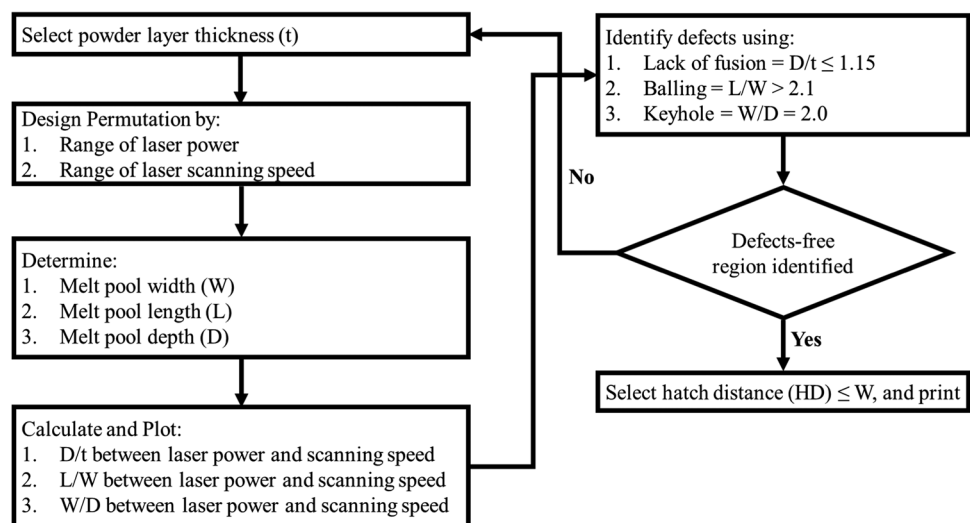 Select powder layer thickness (t)
Design Permutation by:
1. Range of laser power
2. Range of laser scanning speed
Determine:
1. Melt pool width (W)
2. Melt pool length (L)
3. Melt pool depth (D)
Calculate and Plot:
1. D/t between laser power and scanning speed
2. L/W between laser power and scanning speed
3. W/D between laser power and scanning speed
Identify defects using:
1. Lack of fusion = D/t ≤ 1.15
2. Balling = L/W > 2.1
3. Keyhole = W/D = 2.0
No
Defects-free
region identified
Yes
Select hatch distance (HD) ≤ W, and print